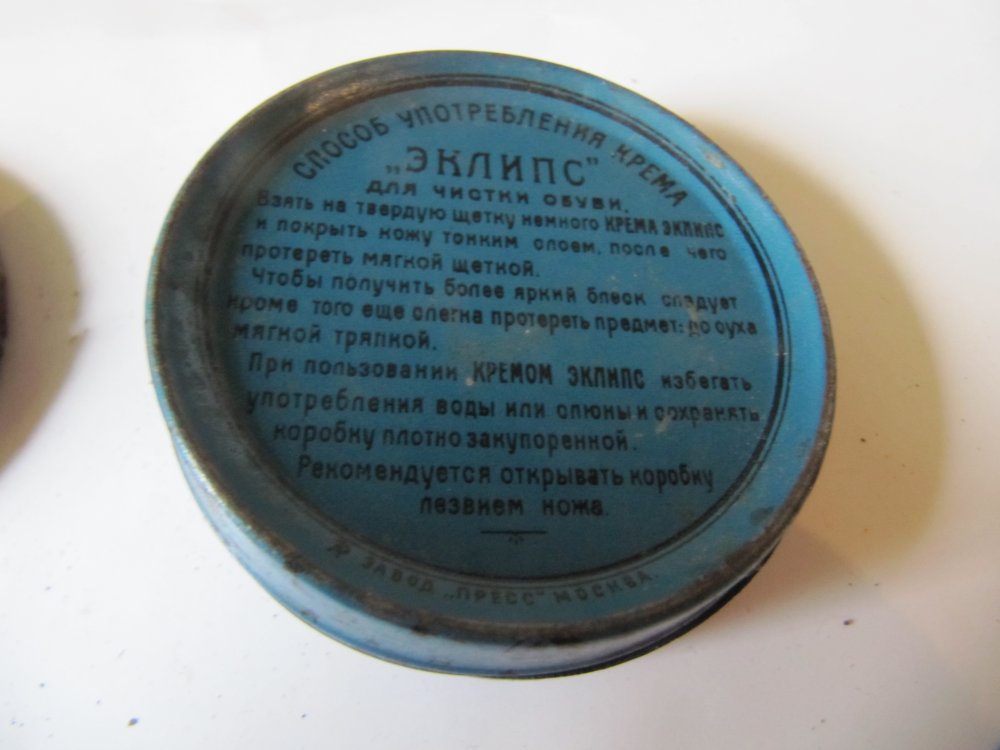 СПОСОБ УПОТРЕБЛЕНИЯ КРЕМА
„ЭКЛИПС"
ДЛЯ ЧИСТКИ ОБУВИ.
Взять на твердую щетку немного КРЕМА ЭКЛИПС
и покрыть кожу тонким слоем, после чего
протереть мягкой щеткой.
Чтобы получить более яркий блеск следует
кроме того еще слегка протереть предмет: до суха
мягкой тряпкой.
При пользовании КРЕМОМ ЭКЛИПС избегать
употребления воды или слюны и сохранять
коробку плотно закупоренной.
Рекомендуется открывать коробку
лезвием ножа.
ЗАВОД „ПРЕСС" МОСКВА.